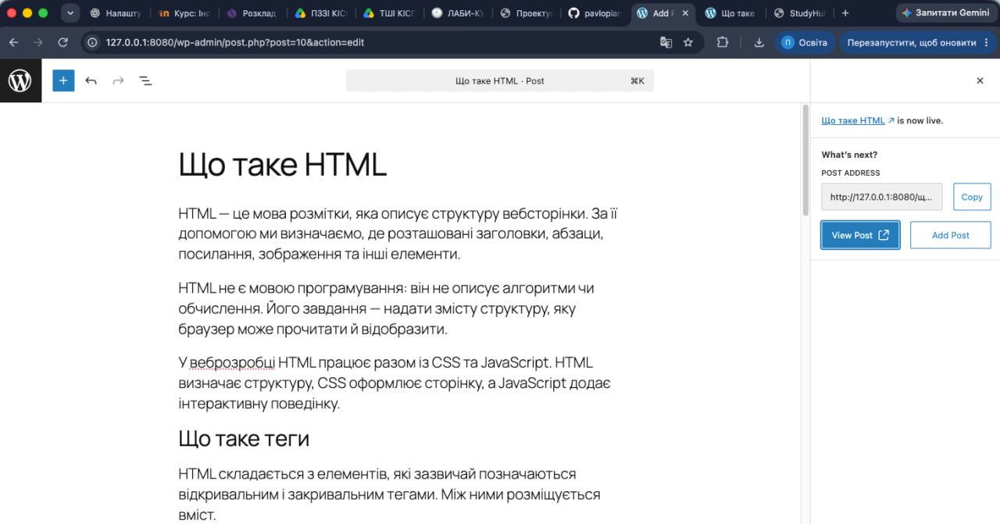 Налашту
Курс: Інс
Розклад
ПЗЗІ КІС
ТШІ КІСГ
ЛАБИ-КУ
Проекту
pavlopian
Add P
Що таке
StudyHu
Запитати Gemini
127.0.0.1:8080/wp-admin/post.php?post=10&action=edit
П Освіта
Перезапустити, щоб оновити
Що таке HTML · Post
⌘K
Що таке HTML
HTML — це мова розмітки, яка описує структуру вебсторінки. За її
допомогою ми визначаємо, де розташовані заголовки, абзаци,
посилання, зображення та інші елементи.
HTML не є мовою програмування: він не описує алгоритми чи
обчислення. Його завдання — надати змісту структуру, яку
браузер може прочитати й відобразити.
У веброзробці HTML працює разом із CSS та JavaScript. HTML
визначає структуру, CSS оформлює сторінку, а JavaScript додає
інтерактивну поведінку.
Що таке теги
HTML складається з елементів, які зазвичай позначаються
відкривальним і закривальним тегами. Між ними розміщується
вміст.
Що таке HTML ↗ is now live.
What's next?
POST ADDRESS
http://127.0.0.1:8080/щ...
Copy
View Post
Add Post